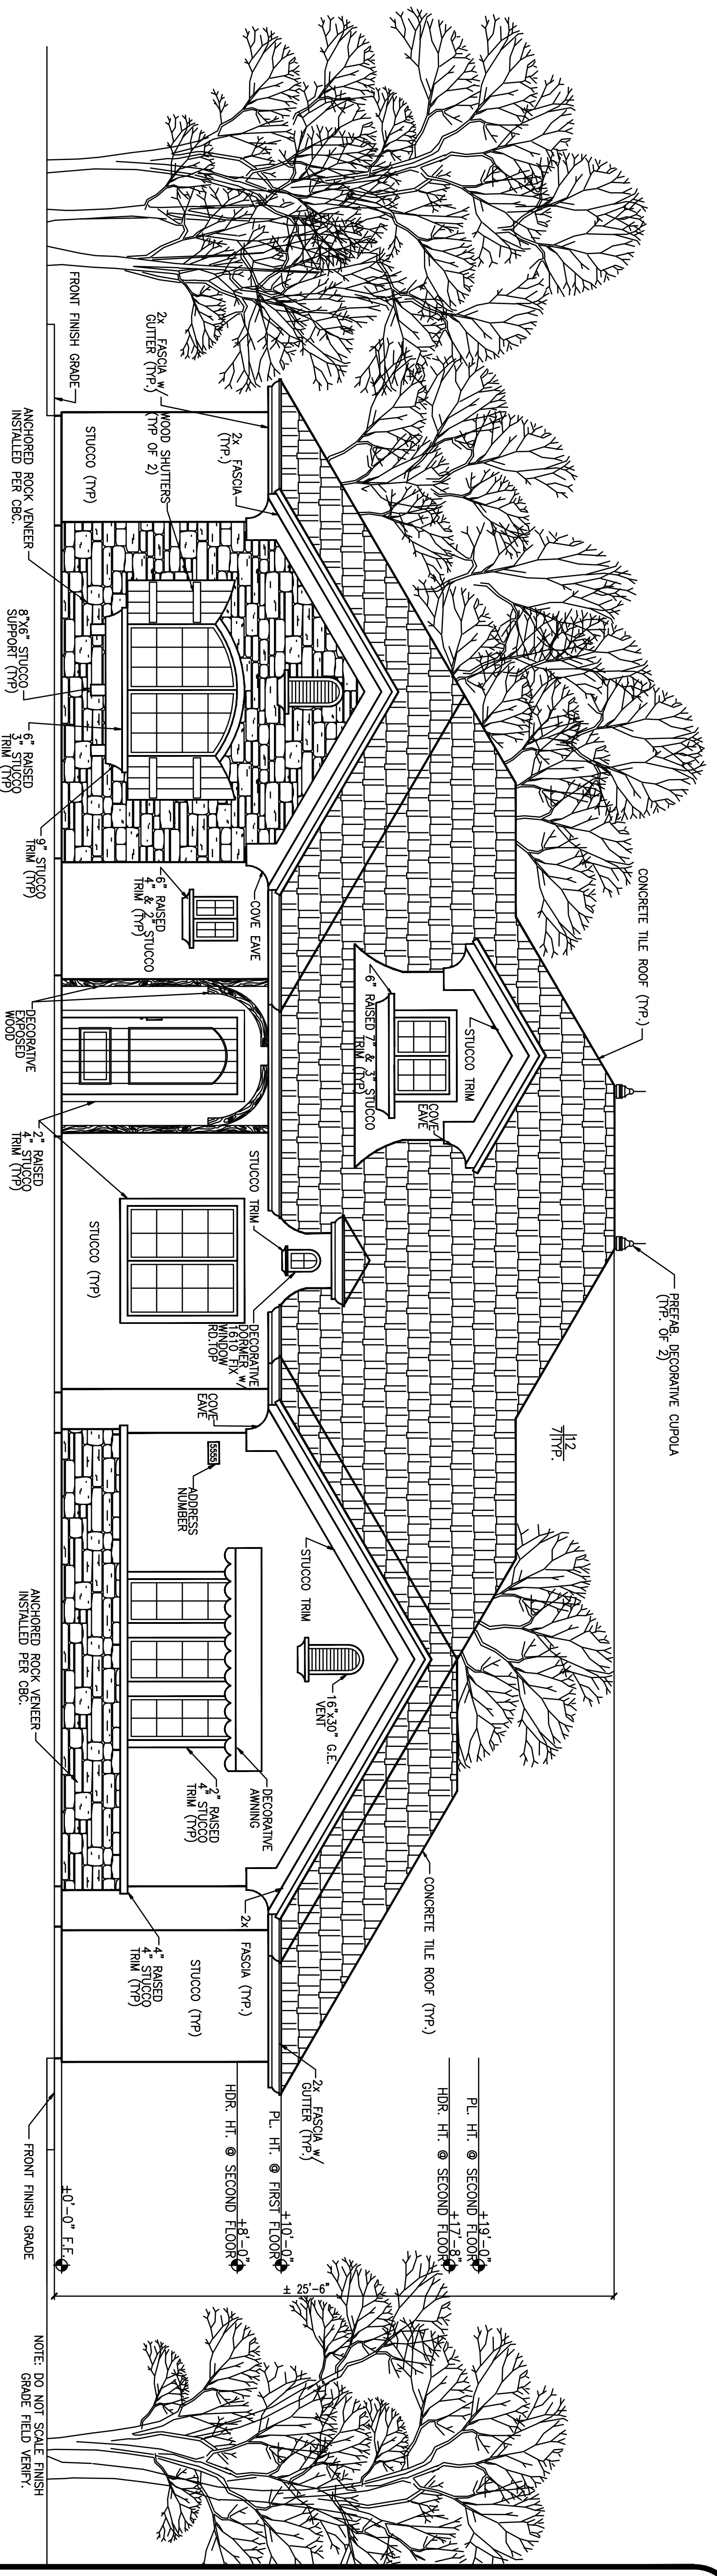 PREFAB. DECORATIVE CUPOLA
(TYP. OF 2)
CONCRETE TILE ROOF (TYP.)
12
7
TYP.
CONCRETE TILE ROOF (TYP.)
STUCCO TRIM
COVE
EAVE
6" RAISED 7" & 3" STUCCO
TRIM (TYP)
2x FASCIA w/
GUTTER (TYP.)
2x FASCIA
(TYP.)
WOOD SHUTTERS
(TYP OF 2)
STUCCO (TYP)
FRONT FINISH GRADE
ANCHORED ROCK VENEER
INSTALLED PER CBC.
8"x6" STUCCO
SUPPORT (TYP)
6" RAISED
3" STUCCO
TRIM (TYP)
9" STUCCO
TRIM (TYP)
COVE EAVE
6" RAISED
4" & 2" STUCCO
TRIM (TYP)
DECORATIVE
EXPOSED
WOOD
2" RAISED
4" STUCCO
TRIM (TYP)
STUCCO TRIM
STUCCO (TYP)
DECORATIVE
DORMER w/
1610 FIX
WINDOW
RD.TOP
COVE
EAVE
5555
ADDRESS
NUMBER
STUCCO TRIM
16"x30" G.E.
VENT
DECORATIVE
AWNING
2" RAISED
4" STUCCO
TRIM (TYP)
ANCHORED ROCK VENEER
INSTALLED PER CBC.
2x FASCIA (TYP.)
STUCCO (TYP)
4" RAISED
4" STUCCO
TRIM (TYP)
2x FASCIA w/
GUTTER (TYP.)
+19'-0"
PL. HT. @ SECOND FLOOR
+17'-8"
HDR. HT. @ SECOND FLOOR
+10'-0"
PL. HT. @ FIRST FLOOR
+8'-0"
HDR. HT. @ SECOND FLOOR
±0'-0" F.F.
FRONT FINISH GRADE
± 25'-6"
NOTE: DO NOT SCALE FINISH
GRADE FIELD VERIFY.